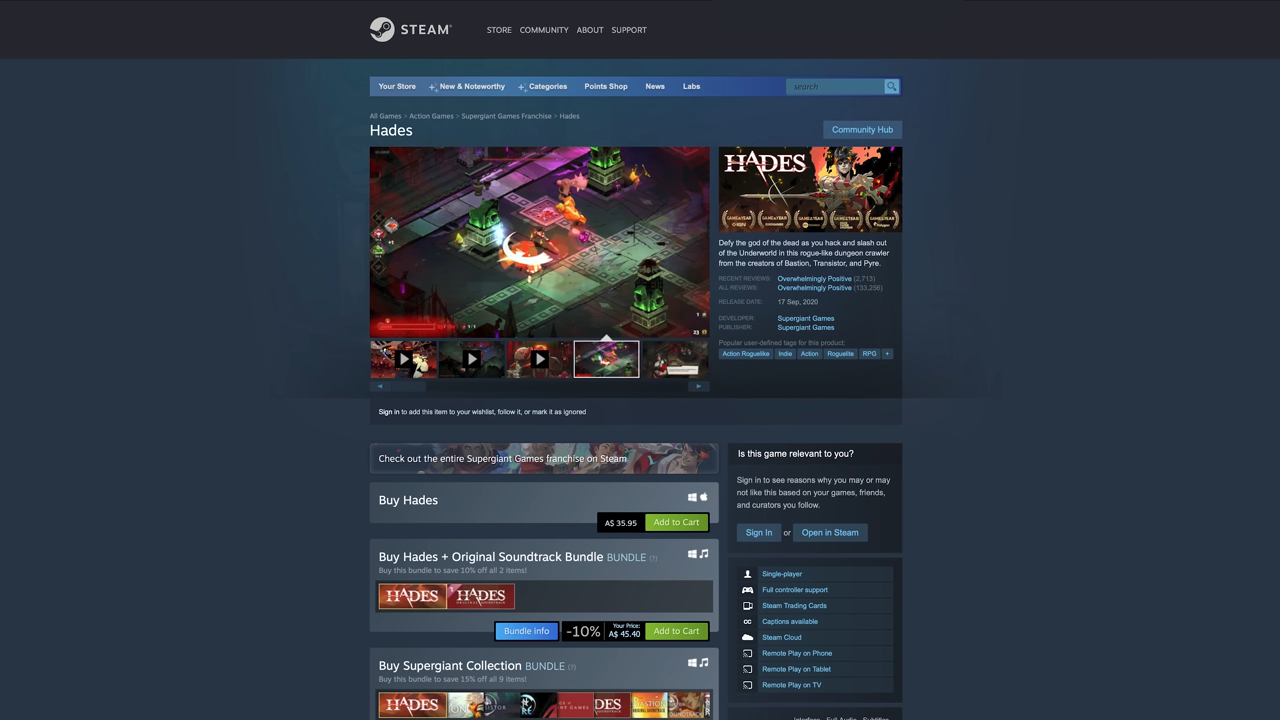 STEAM®
STORE COMMUNITY ABOUT SUPPORT
Your Store New & Noteworthy Categories Points Shop News Labs search
All Games > Action Games > Supergiant Games Franchise > Hades
Hades
Community Hub
HADES
Defy the god of the dead as you hack and slash out
of the Underworld in this rogue-like dungeon crawler
from the creators of Bastion, Transistor, and Pyre.
RECENT REVIEWS: Overwhelmingly Positive (2,713)
ALL REVIEWS: Overwhelmingly Positive (133,256)
RELEASE DATE: 17 Sep, 2020
DEVELOPER: Supergiant Games
PUBLISHER: Supergiant Games
Popular user-defined tags for this product:
Action Roguelike Indie Action Roguelite RPG +
Sign in to add this item to your wishlist, follow it, or mark it as ignored
Check out the entire Supergiant Games franchise on Steam
Buy Hades
A$ 35.95 Add to Cart
Buy Hades + Original Soundtrack Bundle BUNDLE (?)
Buy this bundle to save 10% off all 2 items!
HADES HADES
Bundle info -10% Your Price: A$ 45.40 Add to Cart
Buy Supergiant Collection BUNDLE (?)
Buy this bundle to save 15% off all 9 items!
HADES
Is this game relevant to you?
Sign in to see reasons why you may or may
not like this based on your games, friends,
and curators you follow.
Sign In or Open in Steam
Single-player
Full controller support
Steam Trading Cards
CC Captions available
Steam Cloud
Remote Play on Phone
Remote Play on Tablet
Remote Play on TV
Interface Full Audio Subtitles